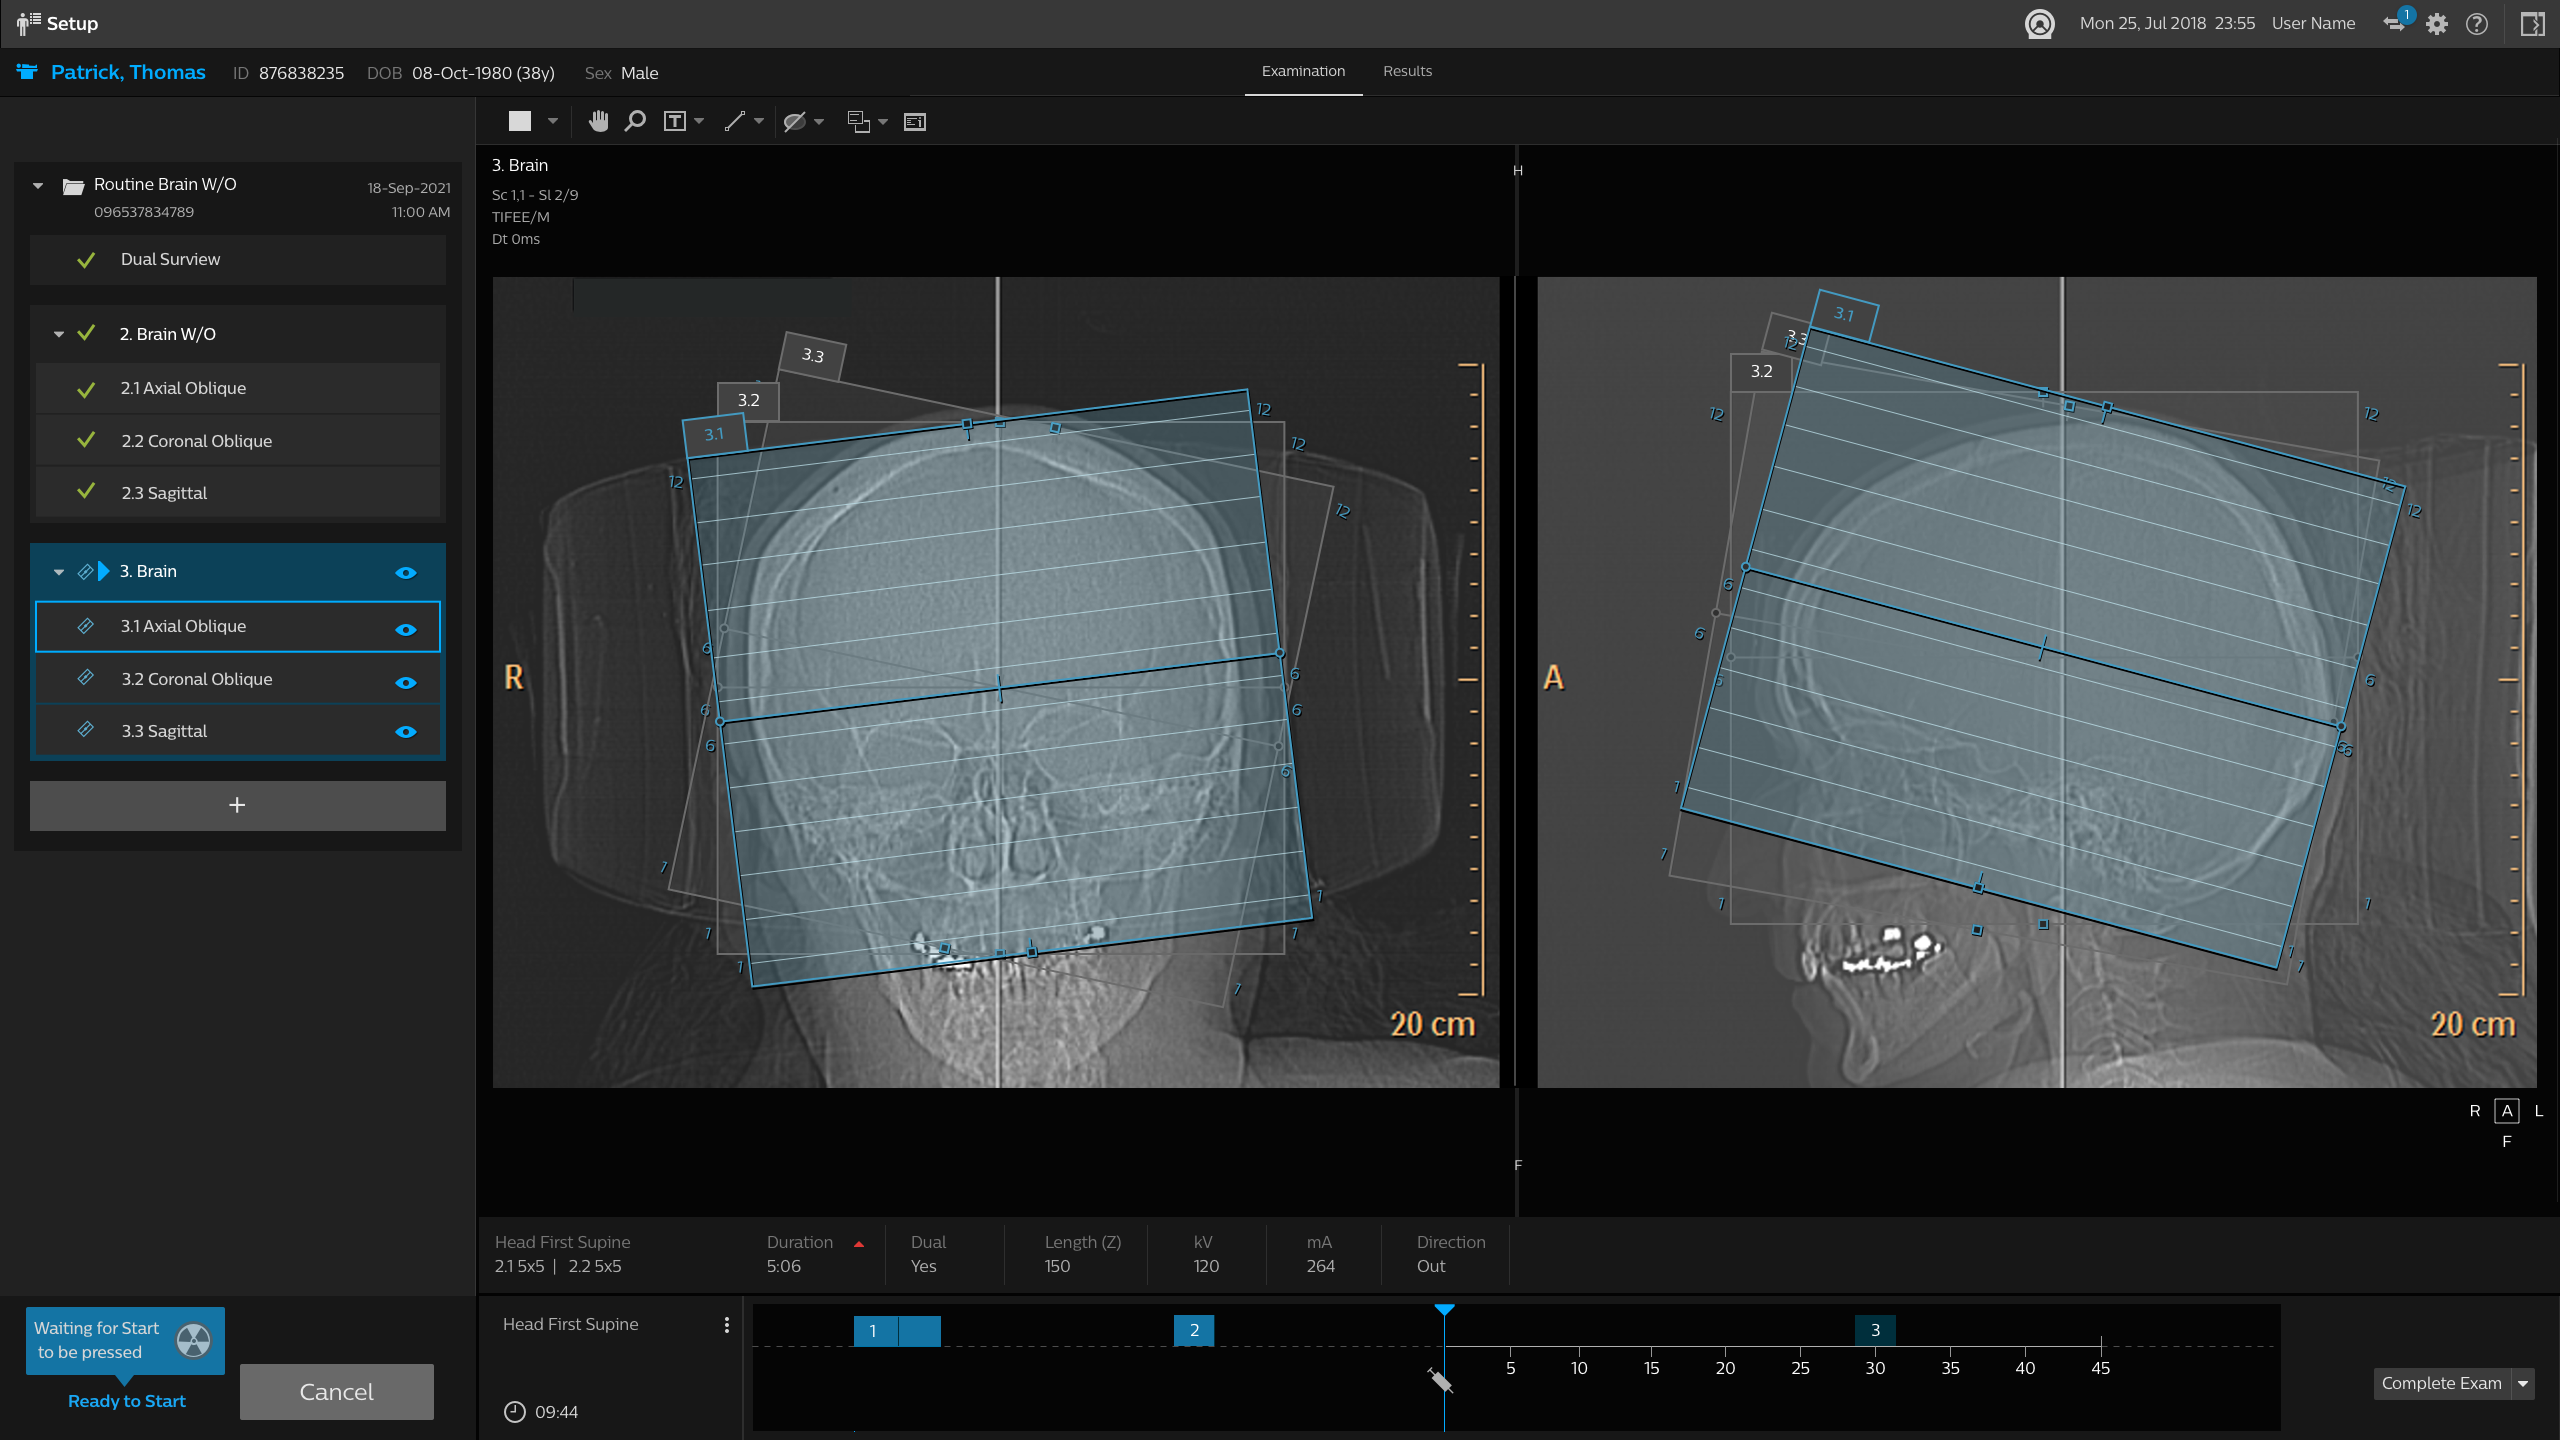 Setup
Mon 25, Jul 2018 23:55 User Name 1
Patrick, Thomas ID 876838235 DOB 08-Oct-1980 (38y) Sex Male
Examination Results
T
Routine Brain W/O 18-Sep-2021
096537834789 11:00 AM
Dual Surview
2. Brain W/O
2.1 Axial Oblique
2.2 Coronal Oblique
2.3 Sagittal
3. Brain
3.1 Axial Oblique
3.2 Coronal Oblique
3.3 Sagittal
+
3. Brain
Sc 1,1 - Sl 2/9
TIFEE/M
Dt 0ms
H
3.3
3.2
3.1
12
12
12
12
R
6
6
6
6
6
6
1
1
1
1
1
1
20 cm
3.1
3.3
12
3.2
12
12
12
12
A
6
6
6
6
6
6
1
1
1
1
1
1
20 cm
R A L
F
F
Head First Supine Duration Dual Length (Z) kV mA Direction
2.1 5x5 | 2.2 5x5 5:06 Yes 150 120 264 Out
Waiting for Start
to be pressed
Ready to Start
Cancel
Head First Supine
09:44
1 2 3
5 10 15 20 25 30 35 40 45
Complete Exam